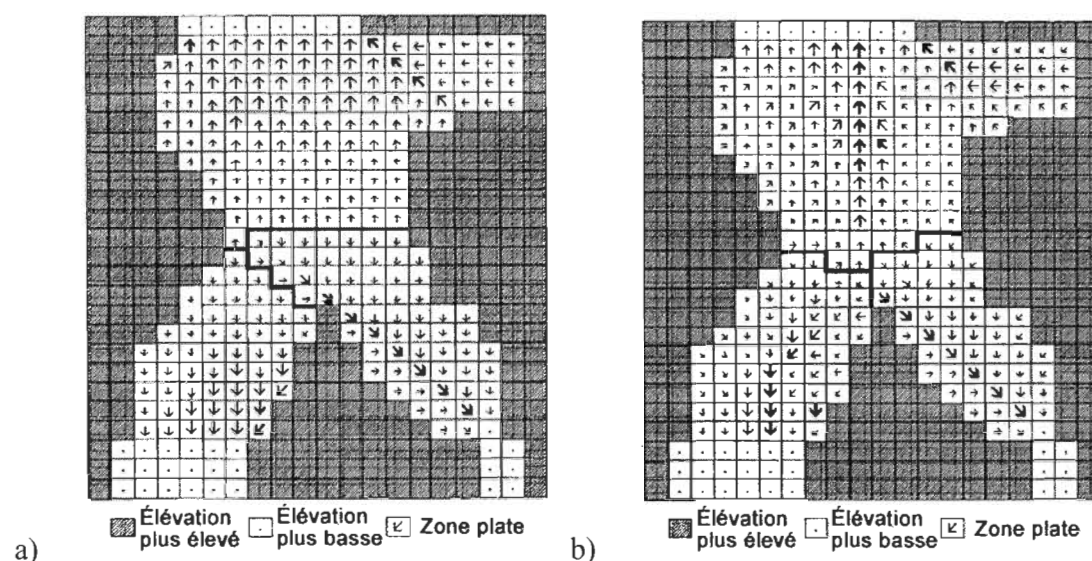 Élévation plus élevé
Élévation plus basse
Zone plate
a)
Élévation plus élevé
Élévation plus basse
Zone plate
b)